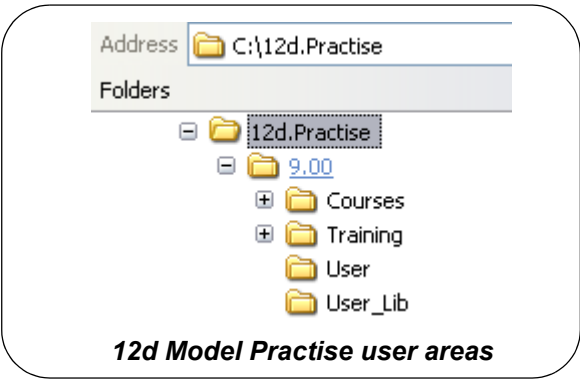 Address C:\12d.Practise
Folders
12d.Practise
9.00
Courses
Training
User
User_Lib
12d Model Practise user areas